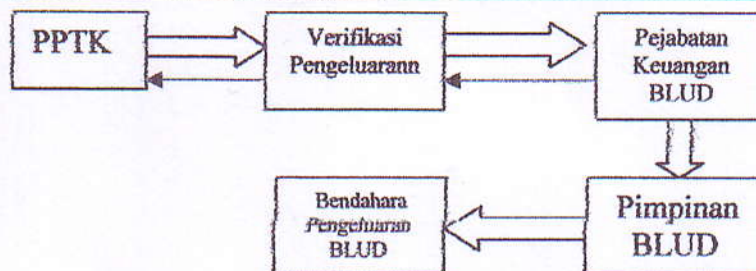 PPTK
Verifikasi
Pengeluarann
Pejabatan
Keuangan
BLUD
Bendahara
Pengeluaran
BLUD
Pimpinan
BLUD